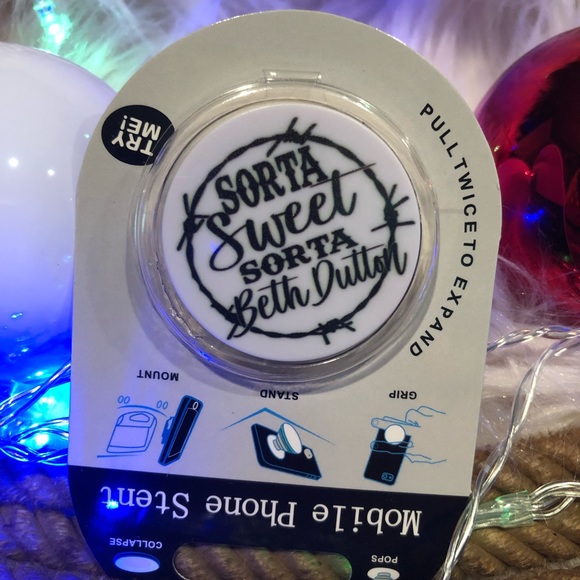 TRY
ME!
PULL TWICE TO EXPAND
SORTA
Sweet
SORTA
Beth Dutton
MOUNT
STAND
GRIP
Mobile Phone Stent
COLLAPSE
POPS